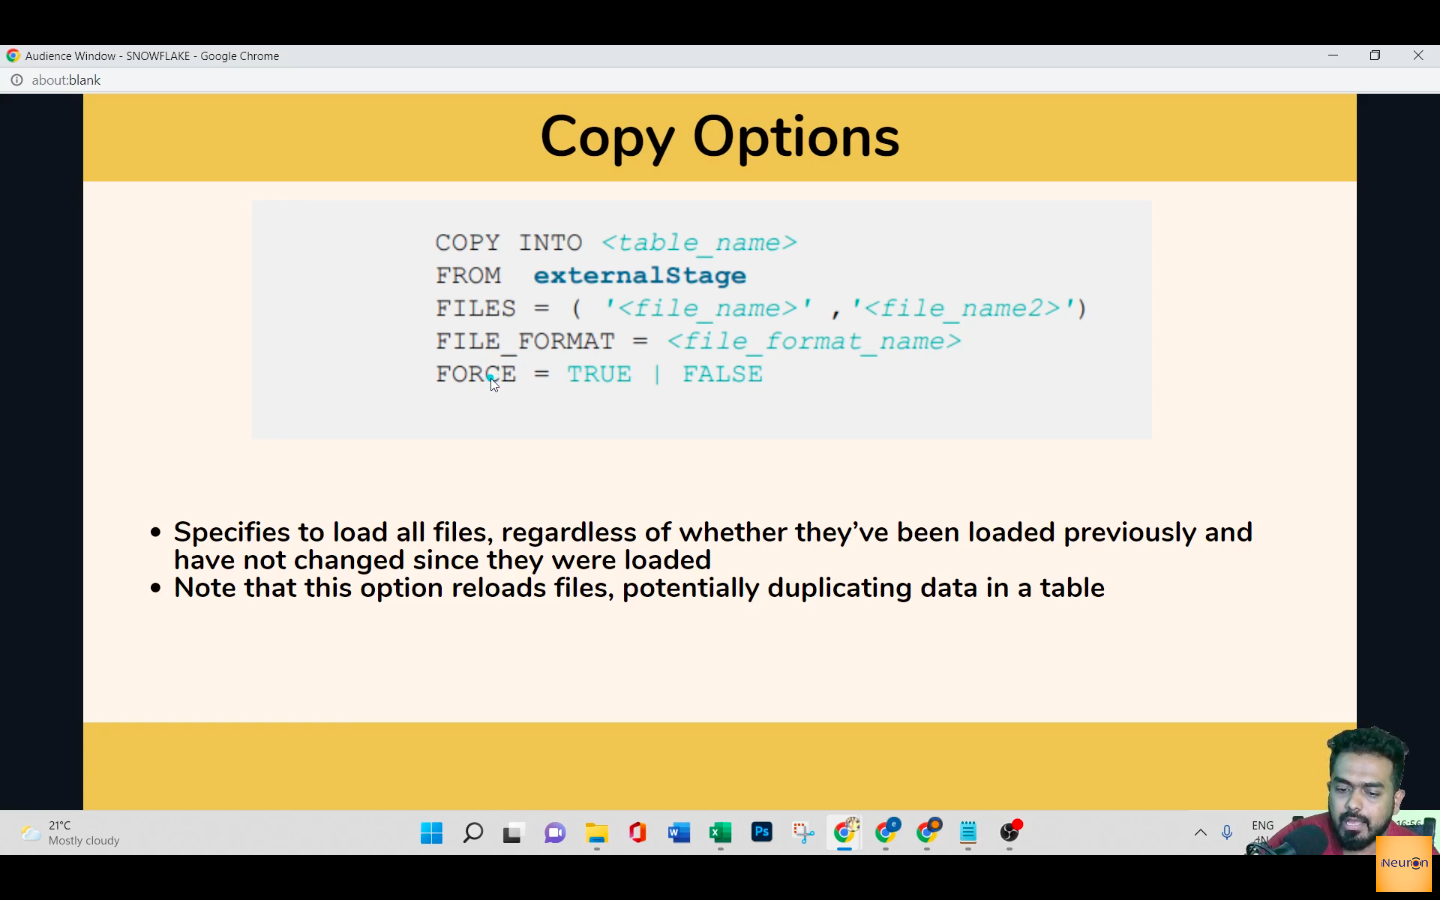 Audience Window - SNOWFLAKE - Google Chrome
about:blank
Copy Options
COPY INTO <table_name>
FROM externalStage
FILES = ( '<file_name>' ,'<file_name2>')
FILE_FORMAT = <file_format_name>
FORCE = TRUE | FALSE
• Specifies to load all files, regardless of whether they've been loaded previously and
have not changed since they were loaded
• Note that this option reloads files, potentially duplicating data in a table
21°C
Mostly cloudy
Ps
ENG
16:56
Neuron